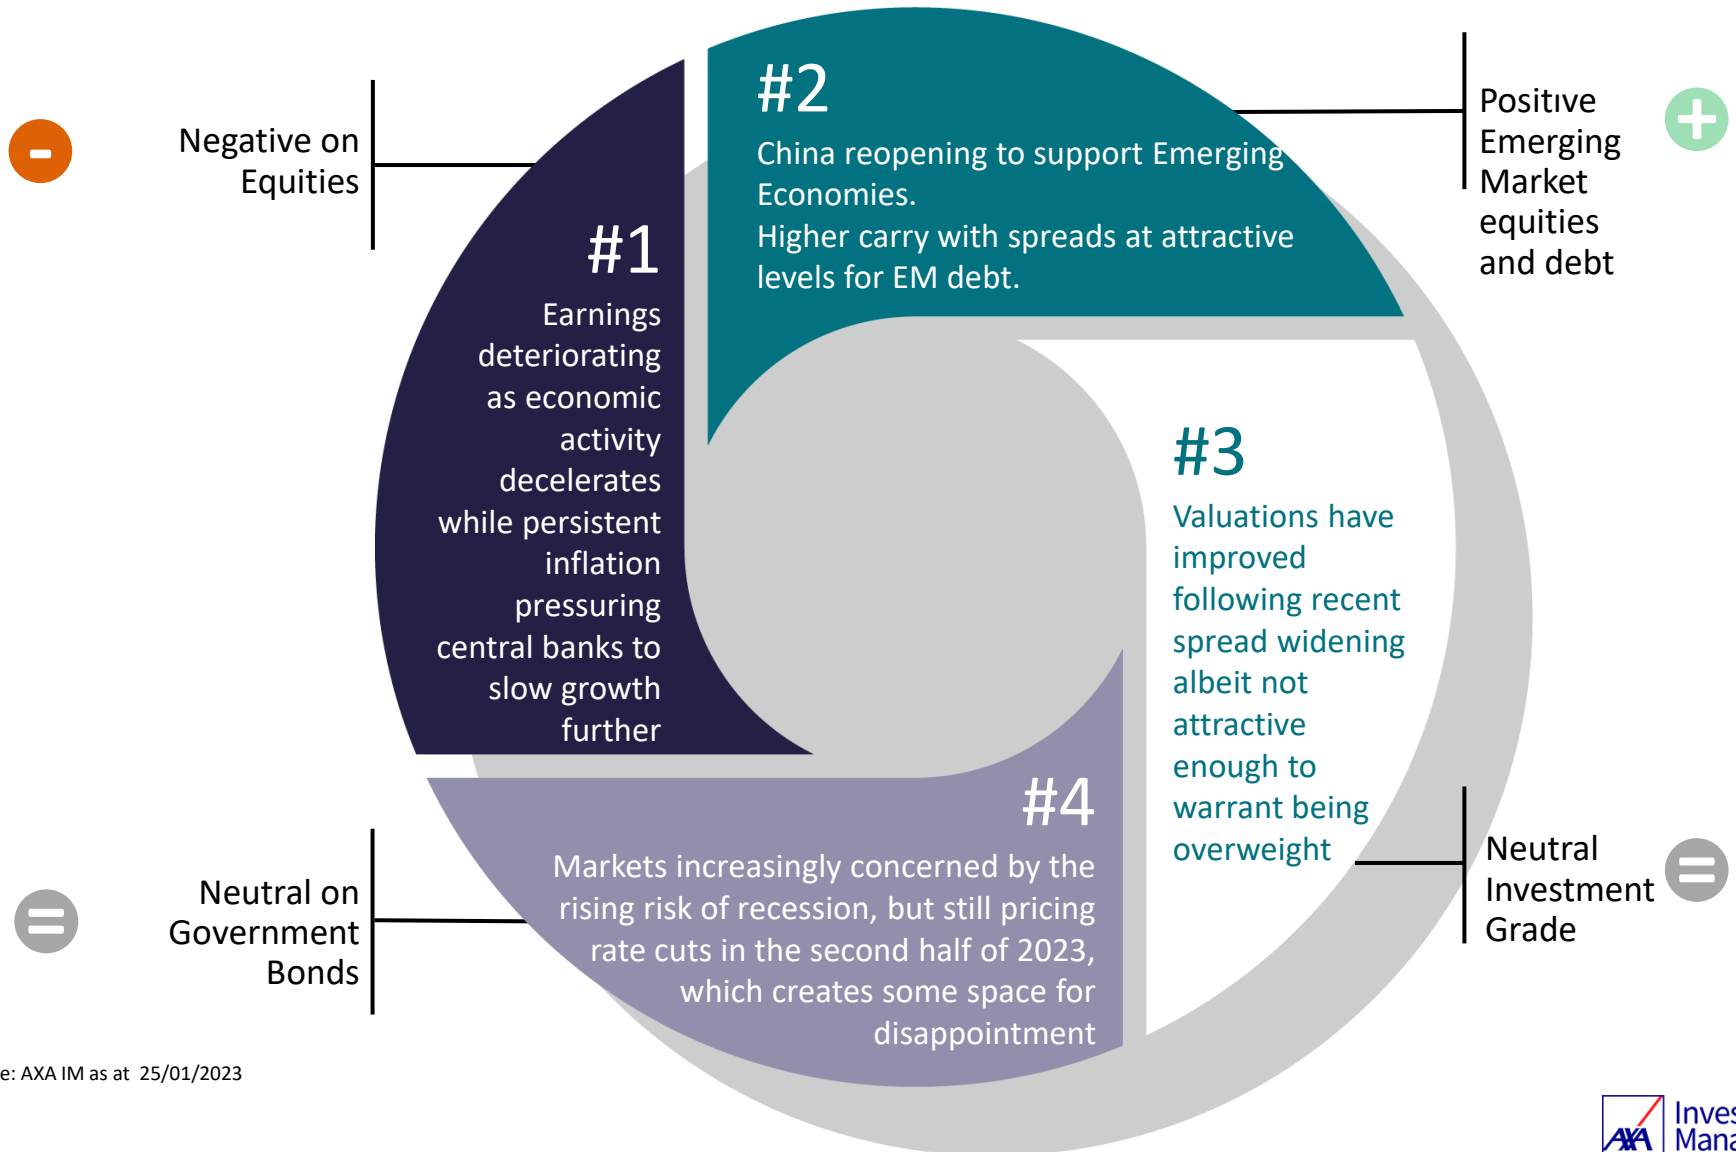 -
Negative on
Equities
#1
Earnings
deteriorating
as economic
activity
decelerates
while persistent
inflation
pressuring
central banks to
slow growth
further
#2
China reopening to support Emerging
Economies.
Higher carry with spreads at attractive
levels for EM debt.
Positive
Emerging
Market
equities
and debt
+
#3
Valuations have
improved
following recent
spread widening
albeit not
attractive
enough to
warrant being
overweight
Neutral
Investment
Grade
=
#4
Markets increasingly concerned by the
rising risk of recession, but still pricing
rate cuts in the second half of 2023,
which creates some space for
disappointment
Neutral on
Government
Bonds
=
e: AXA IM as at 25/01/2023
AXA
Inves
Mana